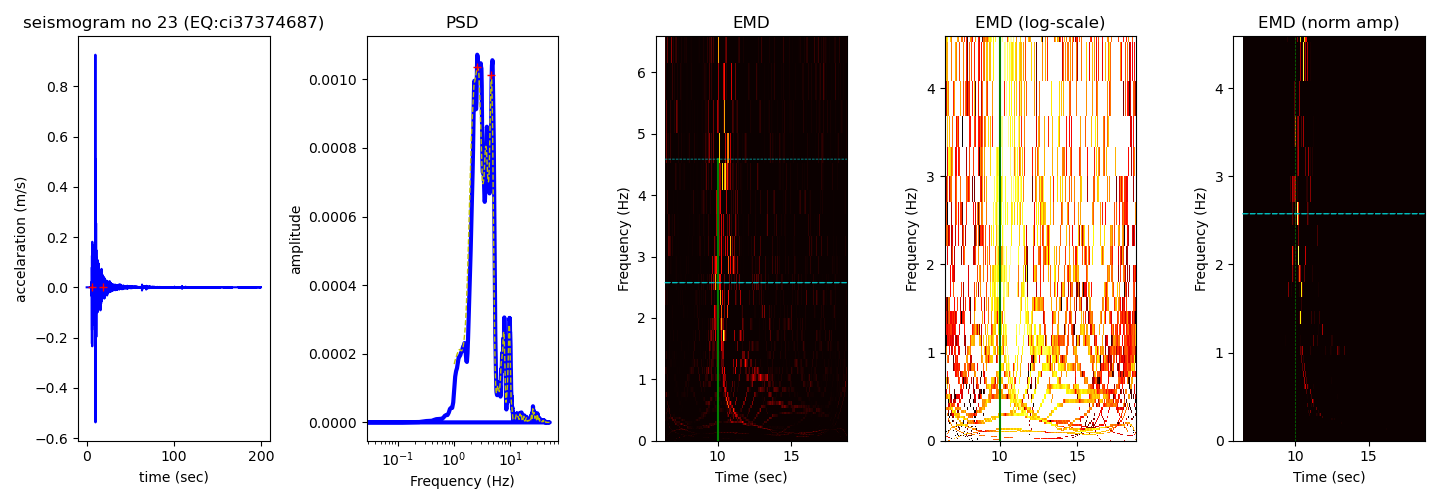 seismogram no 23 (EQ:ci37374687)
PSD
EMD
EMD (log-scale)
EMD (norm amp)
accelaration (m/s)
0.8
0.6
0.4
0.2
0.0
−0.2
−0.4
−0.6
0
100
200
time (sec)
amplitude
0.0010
0.0008
0.0006
0.0004
0.0002
0.0000
10⁻¹
10⁰
10¹
Frequency (Hz)
Frequency (Hz)
6
5
4
3
2
1
0
10
15
Time (sec)
Frequency (Hz)
4
3
2
1
0
10
15
Time (sec)
Frequency (Hz)
4
3
2
1
0
10
15
Time (sec)